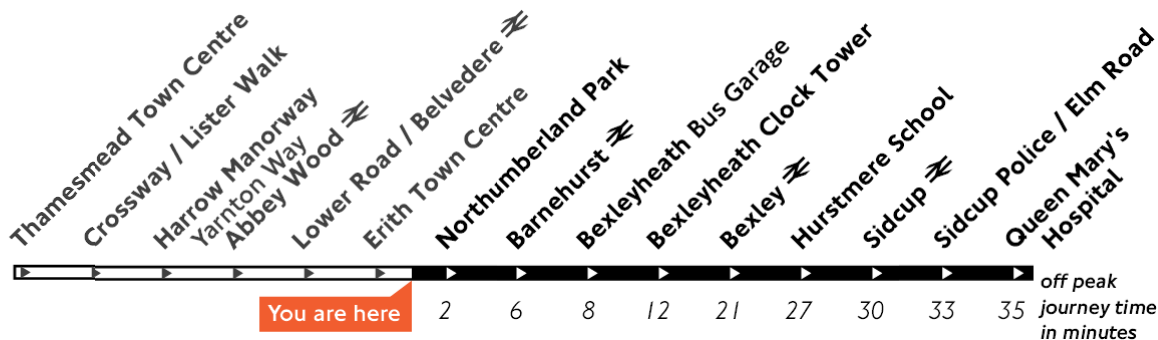 Thamesmead Town Centre
Crossway / Lister Walk
Harrow Manorway
Yarnton Way
Abbey Wood
Lower Road / Belvedere
Erith Town Centre
Northumberland Park
Barnehurst
Bexleyheath Bus Garage
Bexleyheath Clock Tower
Bexley
Hurstmere School
Sidcup
Sidcup Police / Elm Road
Queen Mary's
Hospital
You are here
2 6 8 12 21 27 30 33 35
off peak
journey time
in minutes